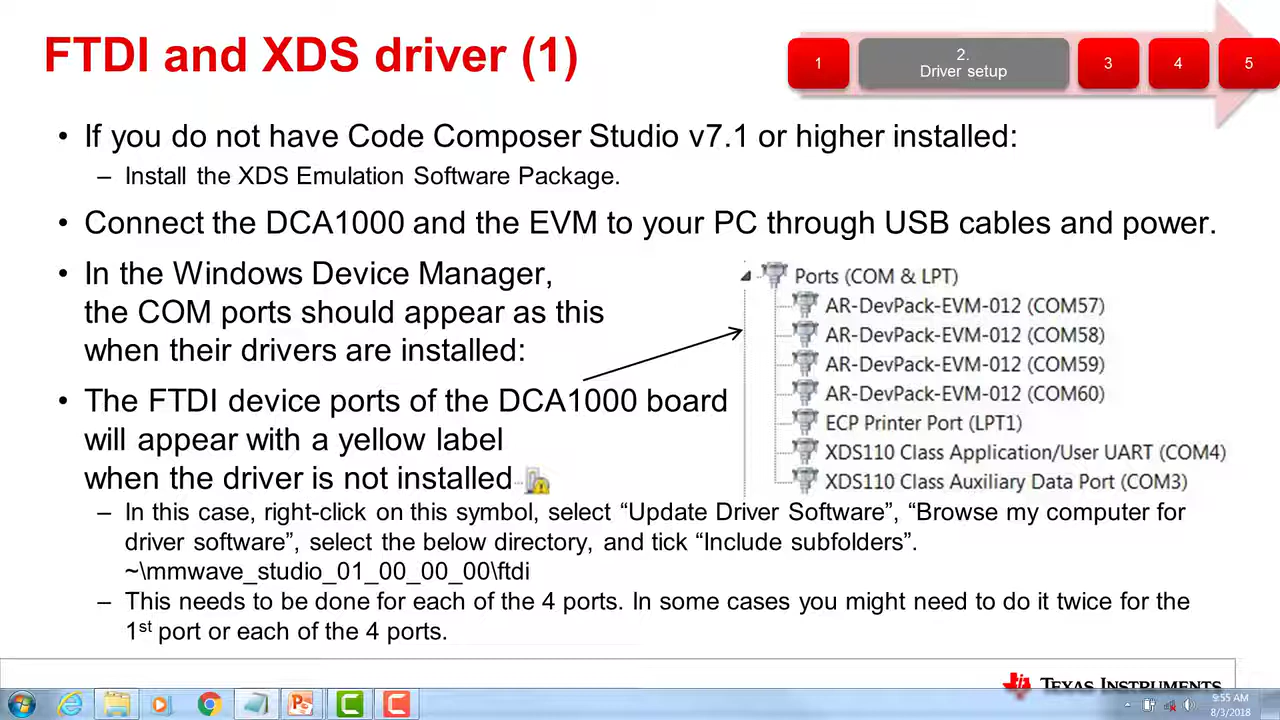 FTDI and XDS driver (1)
1
2.
Driver setup
3
4
5
• If you do not have Code Composer Studio v7.1 or higher installed:
– Install the XDS Emulation Software Package.
• Connect the DCA1000 and the EVM to your PC through USB cables and power.
• In the Windows Device Manager,
the COM ports should appear as this
when their drivers are installed:
• The FTDI device ports of the DCA1000 board
will appear with a yellow label
when the driver is not installed
Ports (COM & LPT)
AR-DevPack-EVM-012 (COM57)
AR-DevPack-EVM-012 (COM58)
AR-DevPack-EVM-012 (COM59)
AR-DevPack-EVM-012 (COM60)
ECP Printer Port (LPT1)
XDS110 Class Application/User UART (COM4)
XDS110 Class Auxiliary Data Port (COM3)
– In this case, right-click on this symbol, select “Update Driver Software”, “Browse my computer for
driver software”, select the below directory, and tick “Include subfolders”.
~\mmwave_studio_01_00_00_00\ftdi
– This needs to be done for each of the 4 ports. In some cases you might need to do it twice for the
1st port or each of the 4 ports.
TEXAS INSTRUMENTS
9:55 AM
8/3/2018